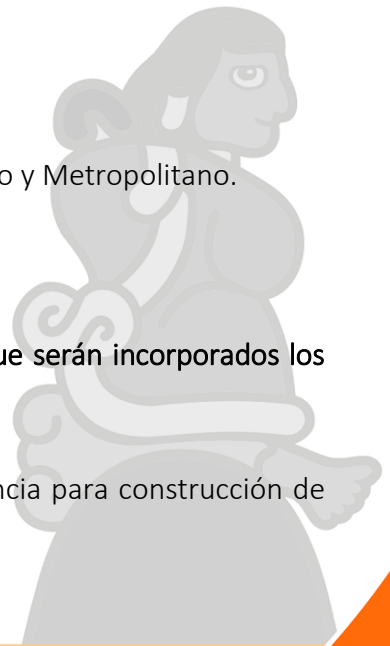 o y Metropolitano.
ue serán incorporados los
ncia para construcción de